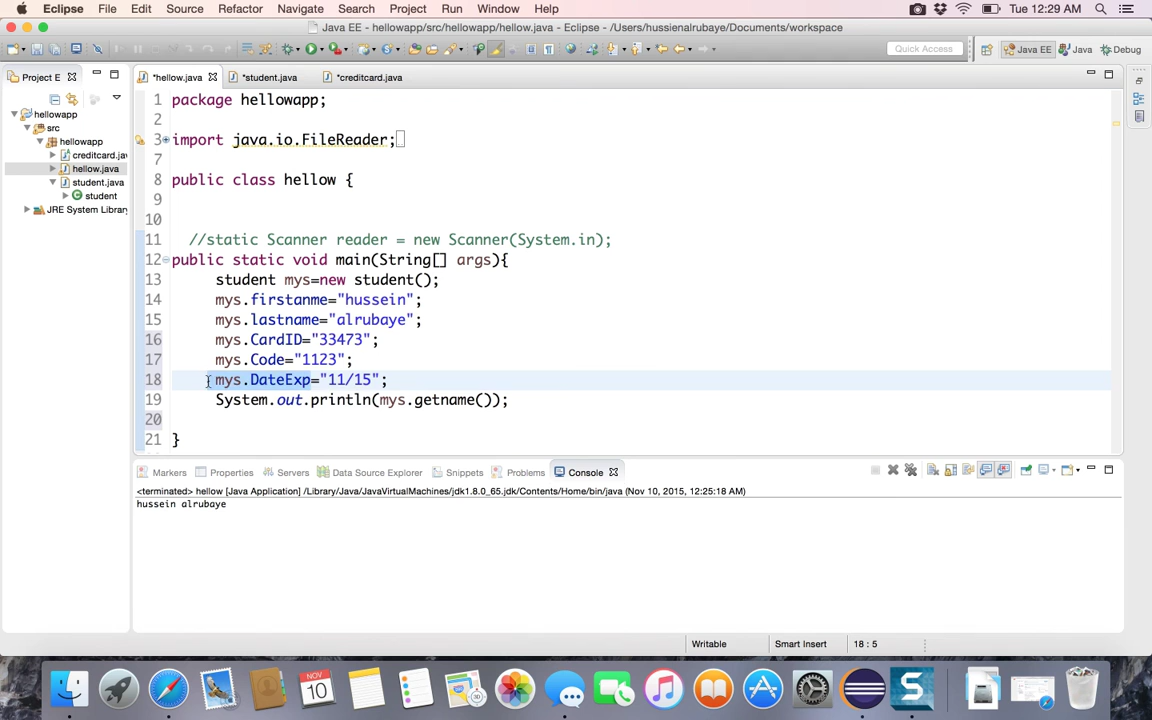 Eclipse File Edit Source Refactor Navigate Search Project Run Window Help Tue 12:29 AM
Java EE - hellowapp/src/hellowapp/hellow.java - Eclipse - /Users/hussienalrubaye/Documents/workspace
Quick Access Java EE Java Debug
Project E *hellow.java *student.java *creditcard.java
hellowapp
src
hellowapp
creditcard.jav
hellow.java
student.java
student
JRE System Library
1 package hellowapp;
2
3 import java.io.FileReader;
7
8 public class hellow {
9
10
11 //static Scanner reader = new Scanner(System.in);
12 public static void main(String[] args){
13 student mys=new student();
14 mys.firstanme="hussein";
15 mys.lastname="alrubaye";
16 mys.CardID="33473";
17 mys.Code="1123";
18 mys.DateExp="11/15";
19 System.out.println(mys.getname());
20
21 }
Markers Properties Servers Data Source Explorer Snippets Problems Console
<terminated> hellow [Java Application] /Library/Java/JavaVirtualMachines/jdk1.8.0_65.jdk/Contents/Home/bin/java (Nov 10, 2015, 12:25:18 AM)
hussein alrubaye
Writable Smart Insert 18 : 5
NOV
10